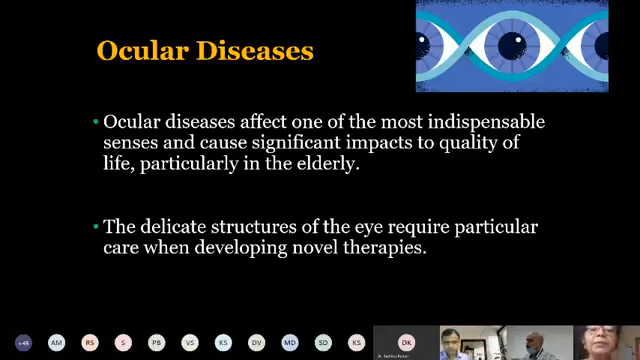 Ocular Diseases
• Ocular diseases affect one of the most indispensable
senses and cause significant impacts to quality of
life, particularly in the elderly.
• The delicate structures of the eye require particular
care when developing novel therapies.
+45 AM RS S PB VS KS DV MD SD KS DK